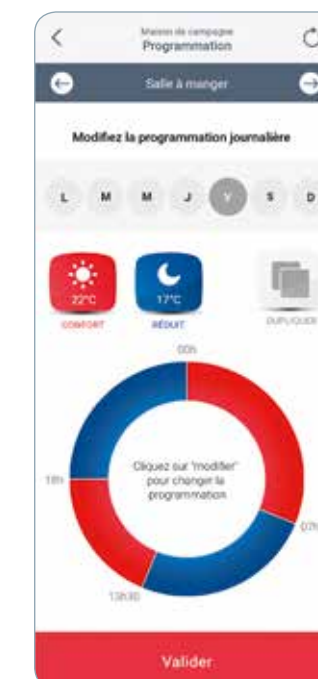 Maison de campagne
Programmation
Salle à manger
Modifiez la programmation journalière
L M M J V S D
22°C 17°C
CONFORT RÉDUIT DUPLIQUER
00h
Cliquez sur "modifier"
pour changer la
programmation
18h
07h
13h30
Valider